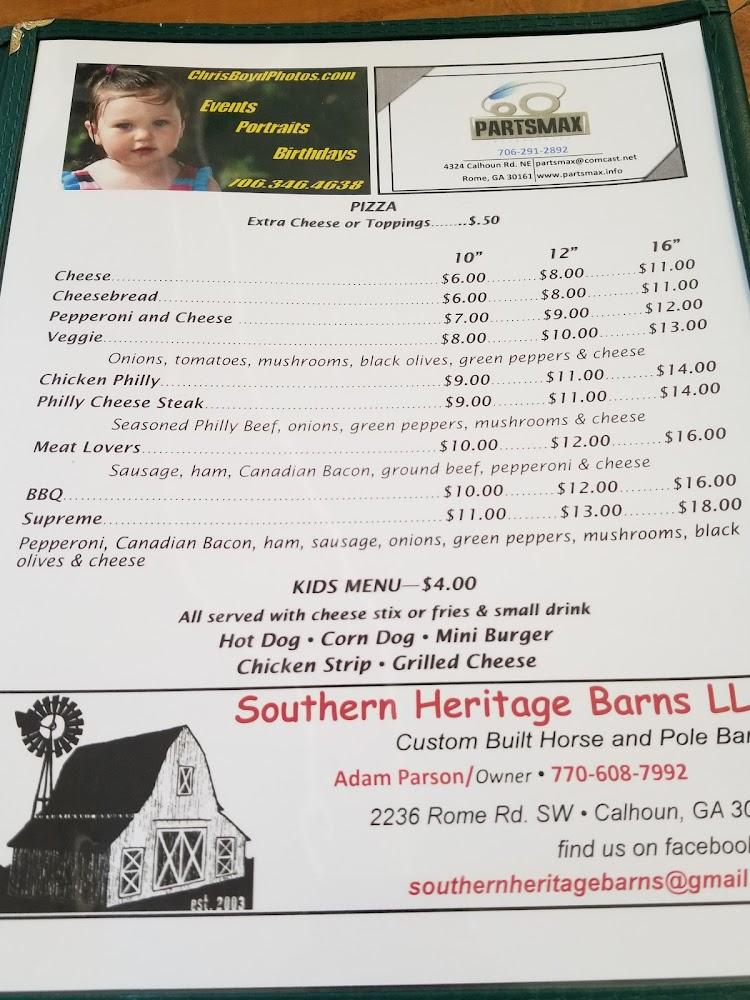 ChrisBoydPhotos.com
Events
Portraits
Birthdays
706.346.4638
PARTSMAX
706-291-2892
4324 Calhoun Rd. NE partsmax@comcast.net
Rome, GA 30161 www.partsmax.info
PIZZA
Extra Cheese or Toppings........$.50
10" 12" 16"
Cheese $6.00 $8.00 $11.00
Cheesebread $6.00 $8.00 $11.00
Pepperoni and Cheese $7.00 $9.00 $12.00
Veggie $8.00 $10.00 $13.00
Onions, tomatoes, mushrooms, black olives, green peppers & cheese
Chicken Philly $9.00 $11.00 $14.00
Philly Cheese Steak $9.00 $11.00 $14.00
Seasoned Philly Beef, onions, green peppers, mushrooms & cheese
Meat Lovers $10.00 $12.00 $16.00
Sausage, ham, Canadian Bacon, ground beef, pepperoni & cheese
BBQ $10.00 $12.00 $16.00
Supreme $11.00 $13.00 $18.00
Pepperoni, Canadian Bacon, ham, sausage, onions, green peppers, mushrooms, black
olives & cheese
KIDS MENU—$4.00
All served with cheese stix or fries & small drink
Hot Dog • Corn Dog • Mini Burger
Chicken Strip • Grilled Cheese
Southern Heritage Barns LL
Custom Built Horse and Pole Bar
Adam Parson/Owner • 770-608-7992
2236 Rome Rd. SW • Calhoun, GA 30
find us on facebook
southernheritagebarns@gmail
est. 2003